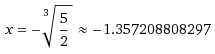 x = -∛(5/2) ≈ -1.357208808297